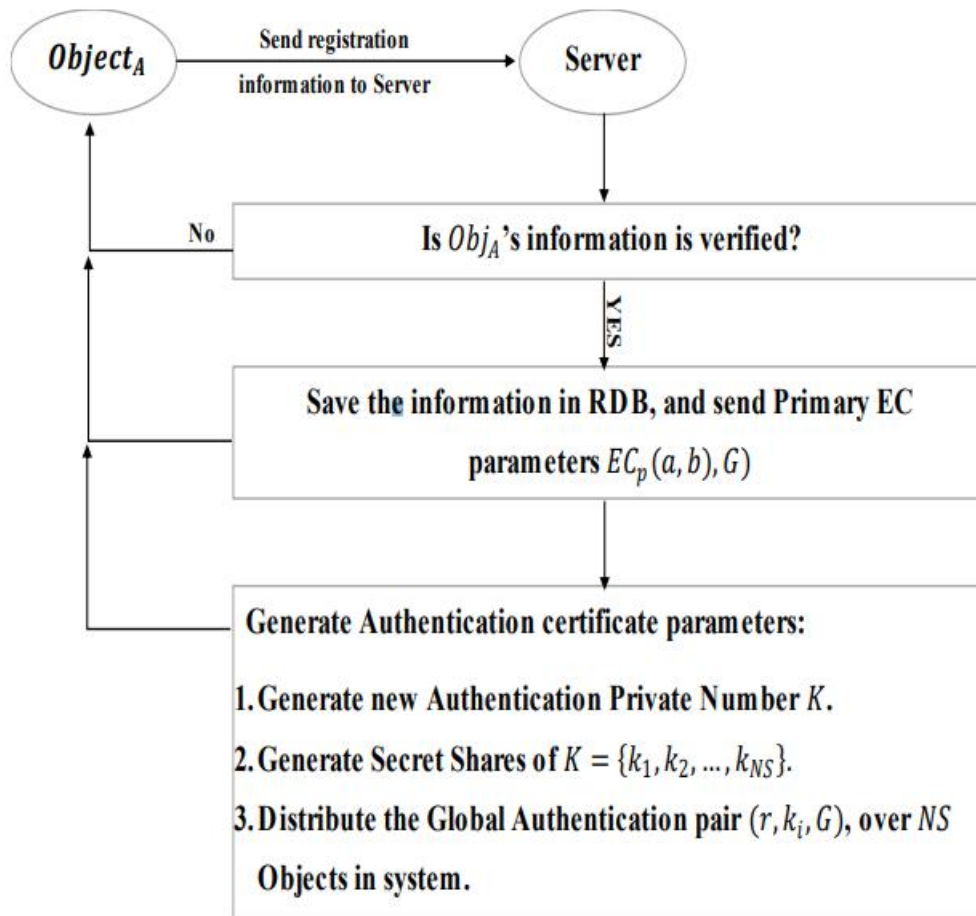 Object_A
Send registration
information to Server
Server
No
Is Obj_A's information is verified?
YES
Save the information in RDB, and send Primary EC
parameters EC_p(a, b), G)
Generate Authentication certificate parameters:
1. Generate new Authentication Private Number K.
2. Generate Secret Shares of K = {k_1, k_2, ..., k_NS}.
3. Distribute the Global Authentication pair (r, k_i, G), over NS
Objects in system.